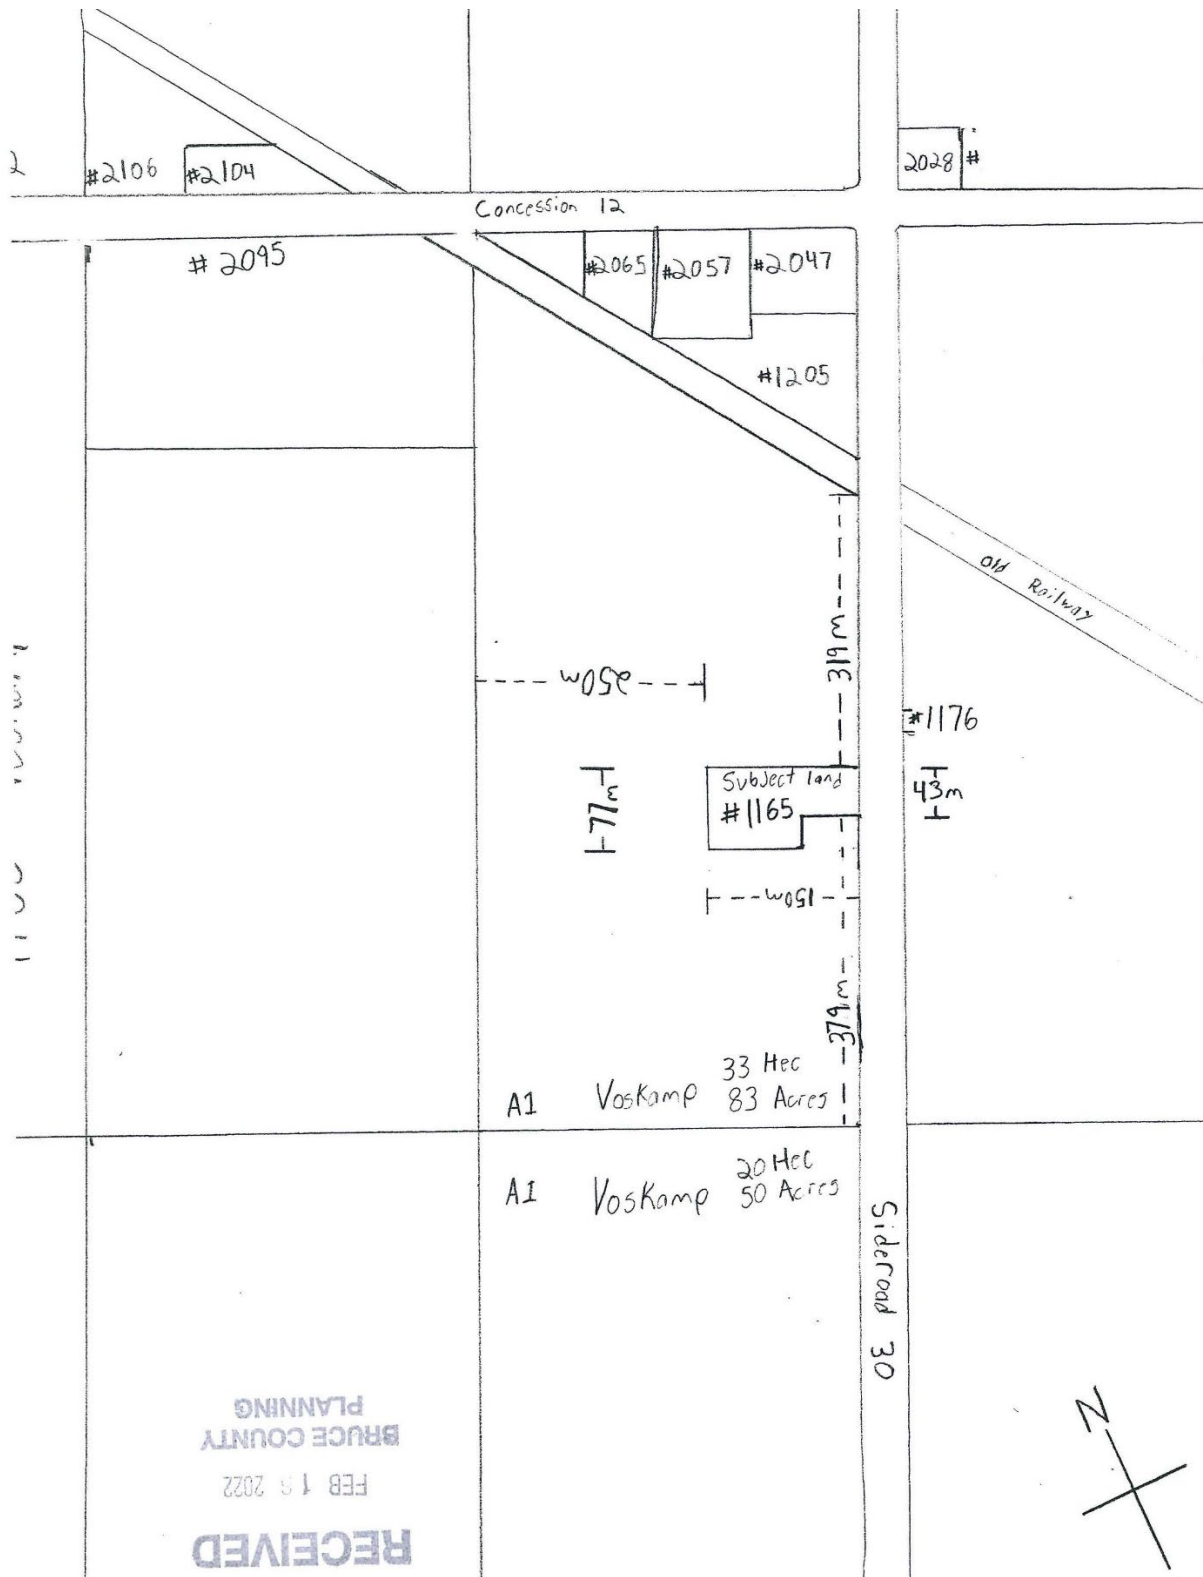 #2106
#2104
2028
#
Concession 12
# 2095
#2065
#2057
#2047
#1205
Old Railway
319m
250m
#1176
Subject land
#1165
43m
77m
150m
379m
33 Hec
A1 Voskamp 83 Acres
20 Hec
A1 Voskamp 50 Acres
Sideroad 30
N
RECEIVED
FEB 2022
BRUCE COUNTY
PLANNING